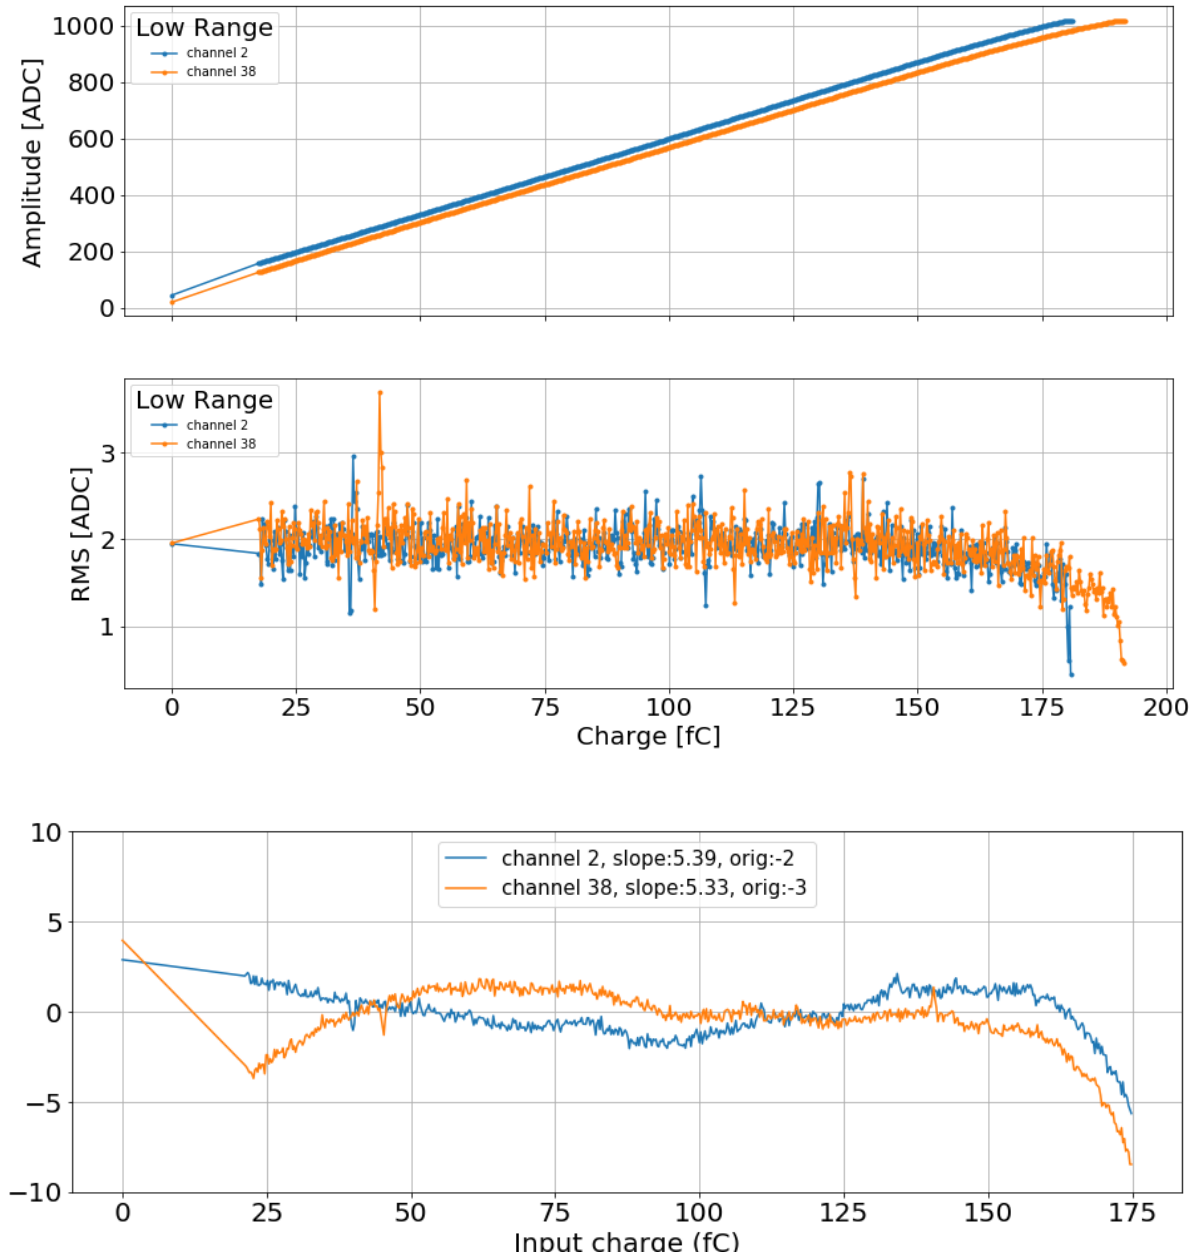 Low Range
channel 2
channel 38
1000
800
600
400
200
0
Amplitude [ADC]
Low Range
channel 2
channel 38
3
2
1
RMS [ADC]
0 25 50 75 100 125 150 175 200
Charge [fC]
channel 2, slope:5.39, orig:-2
channel 38, slope:5.33, orig:-3
10
5
0
−5
−10
0 25 50 75 100 125 150 175
Input charge (fC)